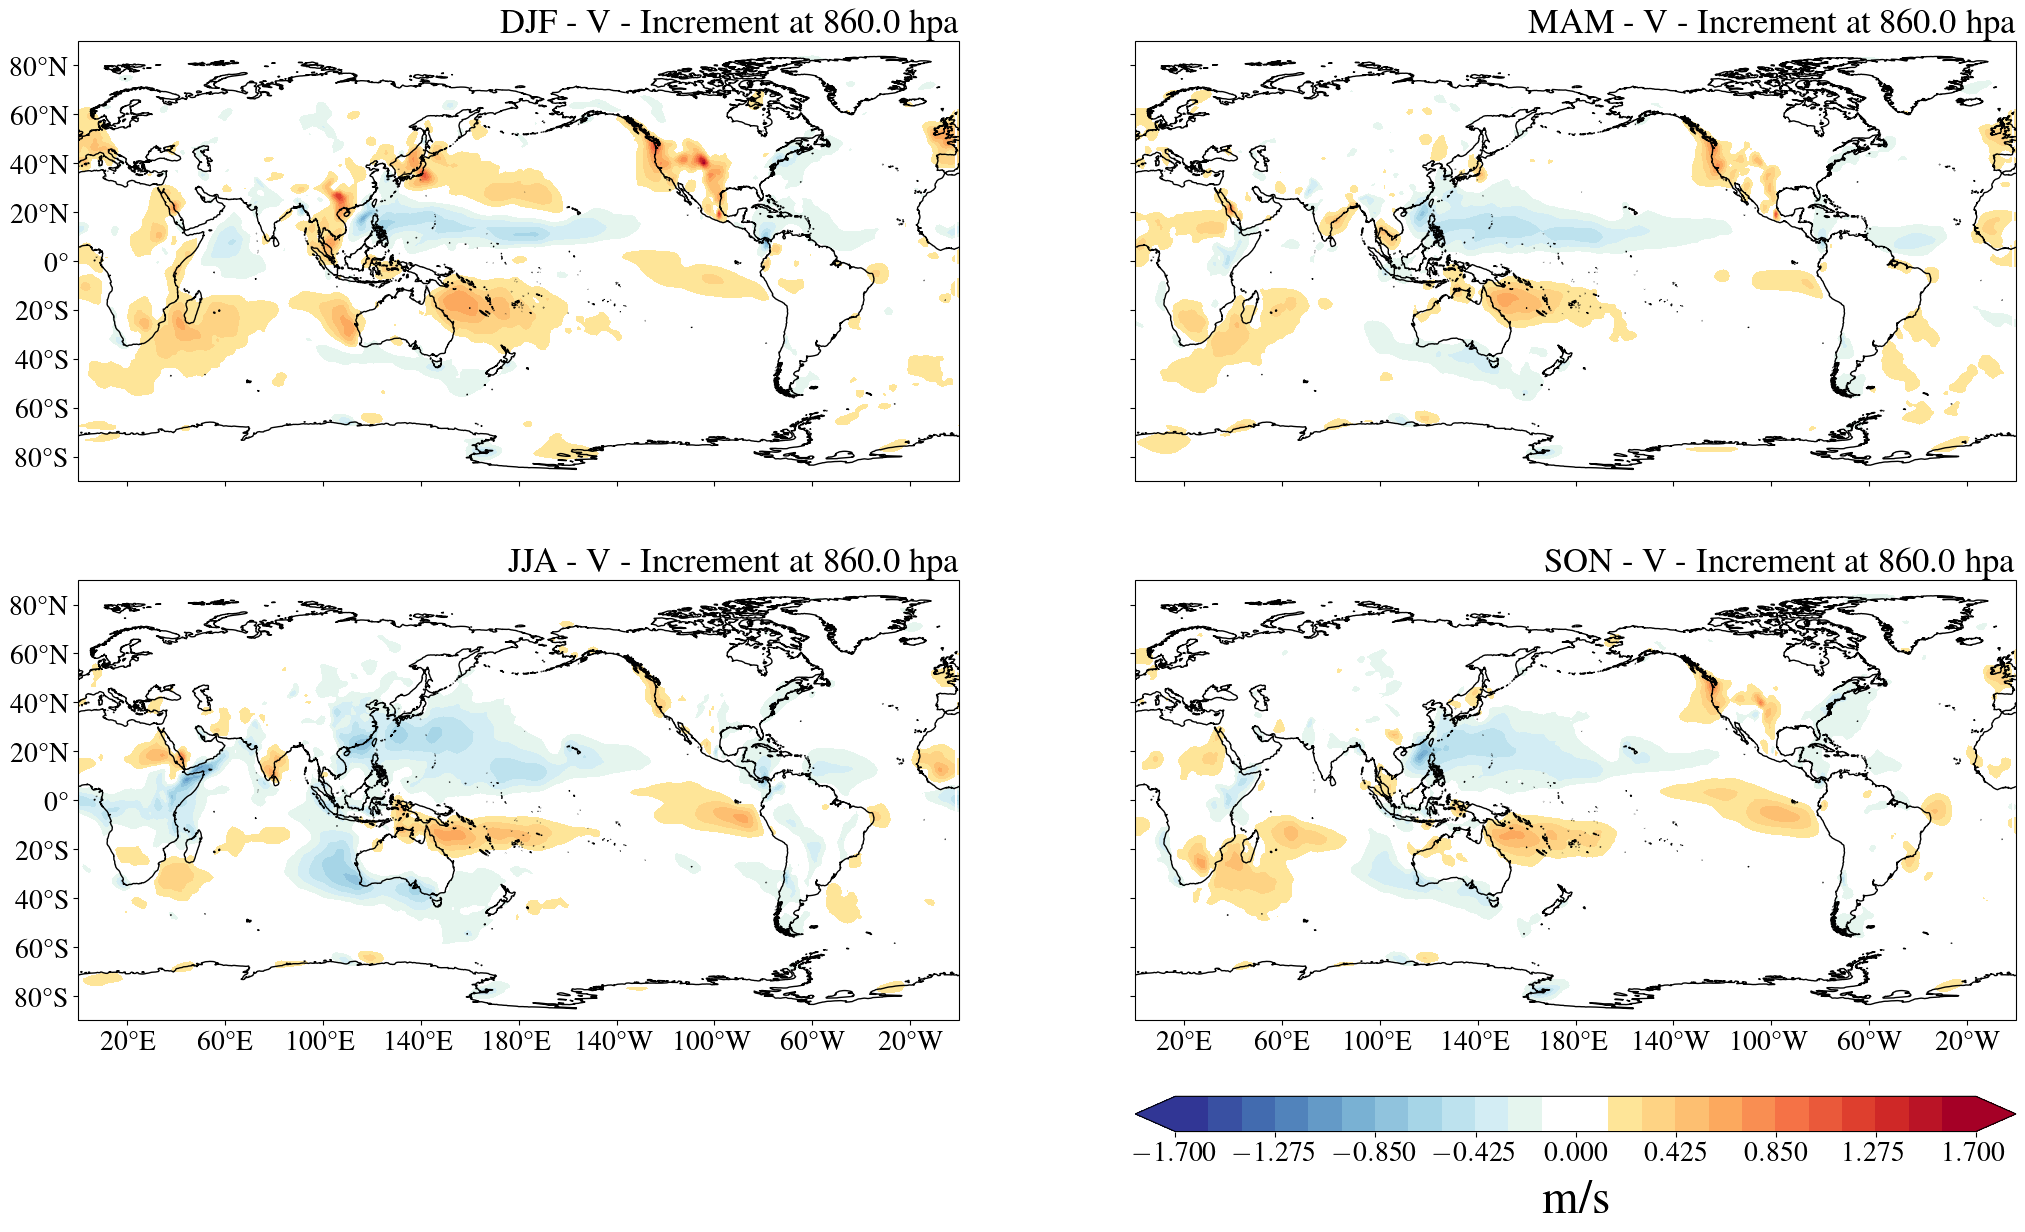 DJF - V - Increment at 860.0 hpa
MAM - V - Increment at 860.0 hpa
80°N
60°N
40°N
20°N
0°
20°S
40°S
60°S
80°S
JJA - V - Increment at 860.0 hpa
SON - V - Increment at 860.0 hpa
80°N
60°N
40°N
20°N
0°
20°S
40°S
60°S
80°S
20°E 60°E 100°E 140°E 180°E 140°W 100°W 60°W 20°W
20°E 60°E 100°E 140°E 180°E 140°W 100°W 60°W 20°W
−1.700 −1.275 −0.850 −0.425 0.000 0.425 0.850 1.275 1.700
m/s